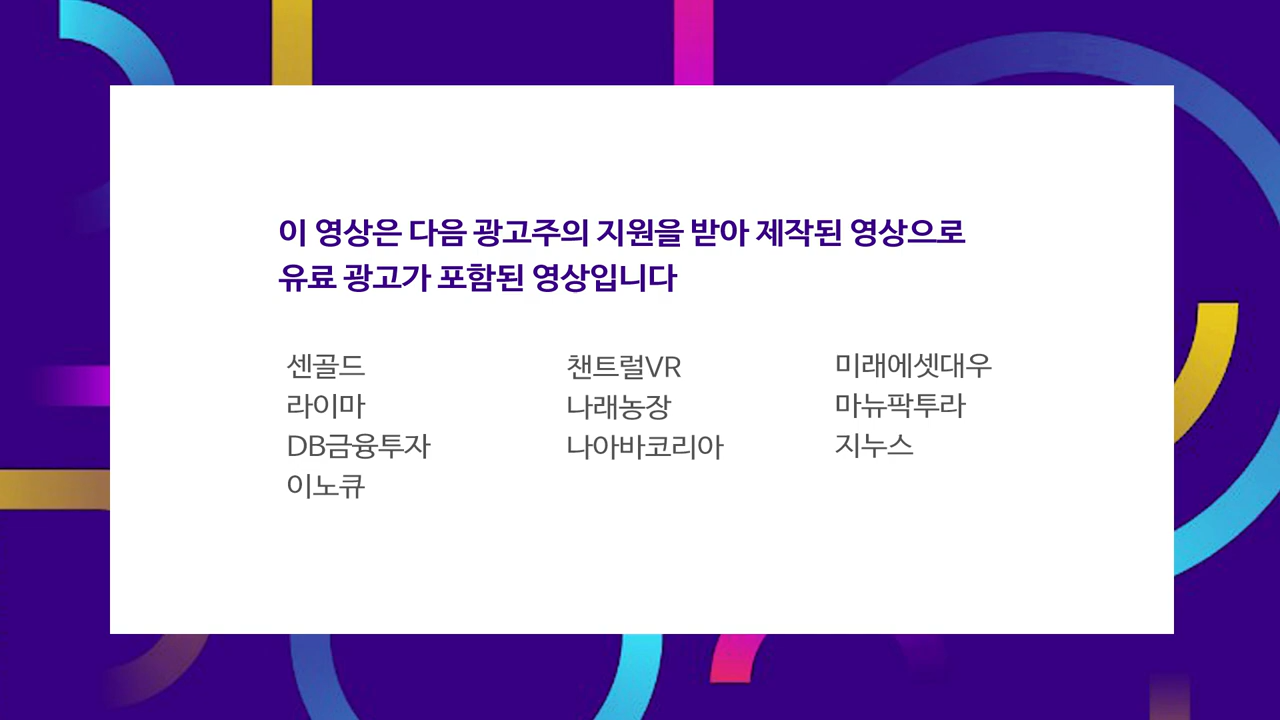 이 영상은 다음 광고주의 지원을 받아 제작된 영상으로
유료 광고가 포함된 영상입니다
센골드
라이마
DB금융투자
이노큐
챈트럴VR
나래농장
나아바코리아
미래에셋대우
마뉴팍투라
지누스